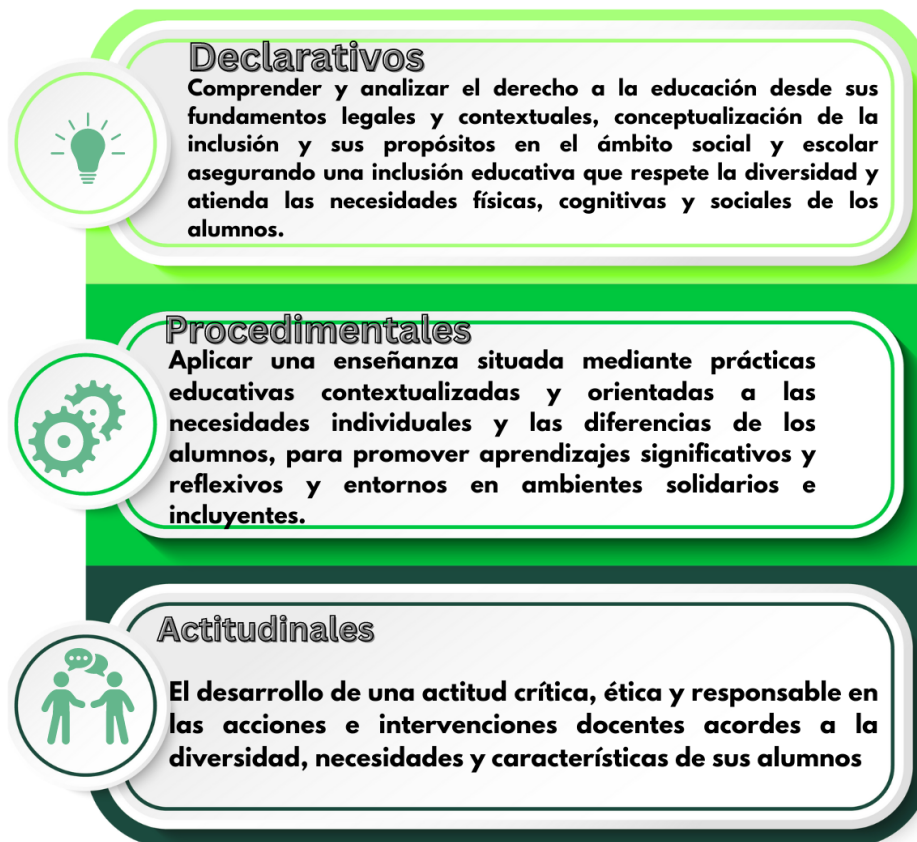 Declarativos
Comprender y analizar el derecho a la educación desde sus
fundamentos legales y contextuales, conceptualización de la
inclusión y sus propósitos en el ámbito social y escolar
asegurando una inclusión educativa que respete la diversidad y
atienda las necesidades físicas, cognitivas y sociales de los
alumnos.
Procedimentales
Aplicar una enseñanza situada mediante prácticas
educativas contextualizadas y orientadas a las
necesidades individuales y las diferencias de los
alumnos, para promover aprendizajes significativos y
reflexivos y entornos en ambientes solidarios e
incluyentes.
Actitudinales
El desarrollo de una actitud crítica, ética y responsable en
las acciones e intervenciones docentes acordes a la
diversidad, necesidades y características de sus alumnos